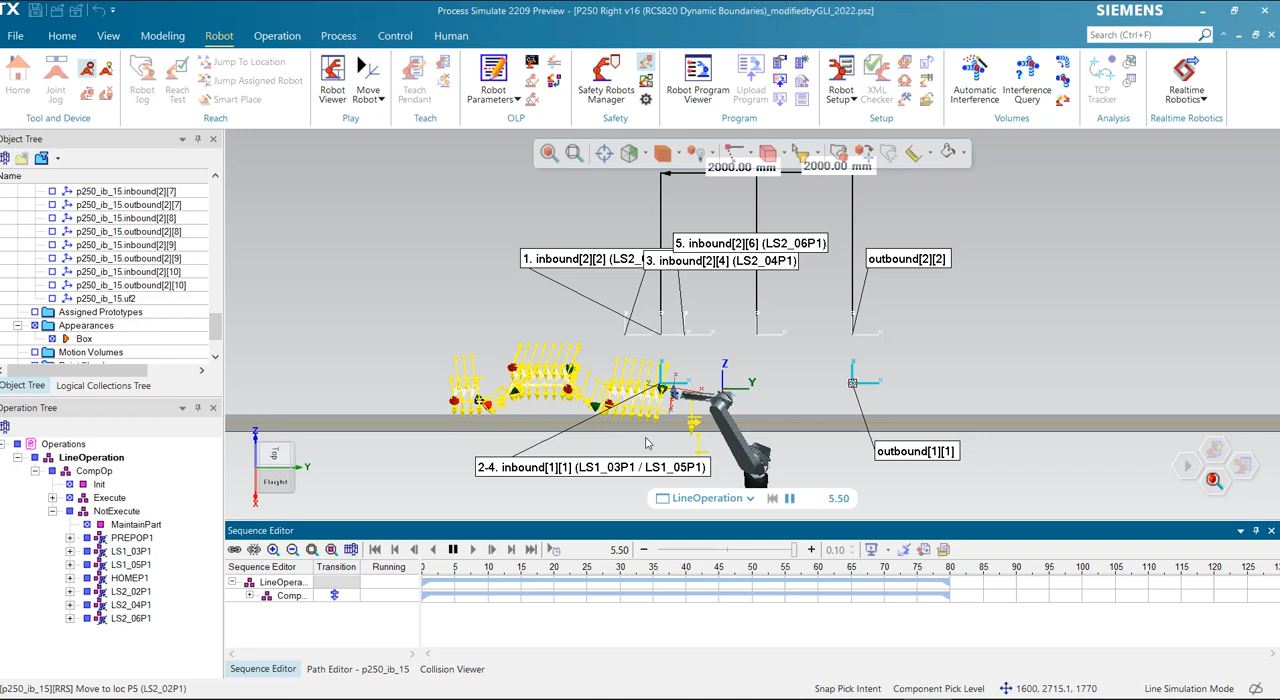 TX
Process Simulate 2209 Preview - [P250 Right v16 (RCS820 Dynamic Boundaries)_modifiedbyGLI_2022.psz]
SIEMENS
File Home View Modeling Robot Operation Process Control Human
Search (Ctrl+F)
Home
Joint Jog
Tool and Device
Robot Jog
Reach Test
Jump To Location
Jump Assigned Robot
Smart Place
Reach
Robot Viewer
Move Robot
Play
Teach Pendant
Teach
Robot Parameters
OLP
Safety Robots Manager
Safety
Robot Program Viewer
Upload Program
Program
Robot Setup
XML Checker
Setup
Automatic Interference
Interference Query
Volumes
TCP Tracker
Analysis
Realtime Robotics
Realtime Robotics
Object Tree
Name
p250_ib_15.inbound[2][7]
p250_ib_15.outbound[2][7]
p250_ib_15.inbound[2][8]
p250_ib_15.outbound[2][8]
p250_ib_15.inbound[2][9]
p250_ib_15.outbound[2][9]
p250_ib_15.inbound[2][10]
p250_ib_15.outbound[2][10]
p250_ib_15.uf2
Assigned Prototypes
Appearances
Box
Motion Volumes
Object Tree Logical Collections Tree
Operation Tree
Operations
LineOperation
CompOp
Init
Execute
NotExecute
MaintainPart
PREPOP1
LS1_03P1
LS1_05P1
HOMEP1
LS2_02P1
LS2_04P1
LS2_06P1
2000.00 mm 2000.00 mm
5. inbound[2][6] (LS2_06P1)
1. inbound[2][2] (LS2_
3. inbound[2][4] (LS2_04P1)
outbound[2][2]
Z
Y
outbound[1][1]
2-4. inbound[1][1] (LS1_03P1 / LS1_05P1)
Z
Top
Y
Right
X
LineOperation 5.50
Sequence Editor
5.50 0.10
Sequence Editor Transition Running 0 5 10 15 20 25 30 35 40 45 50 55 60 65 70 75 80 85 90 95 100 105 110 115 120 125 13
LineOpera...
Comp...
Sequence Editor Path Editor - p250_ib_15 Collision Viewer
[p250_ib_15][RRS] Move to loc P5 (LS2_02P1)
Snap Pick Intent Component Pick Level 1600, 2715.1, 1770 Line Simulation Mode